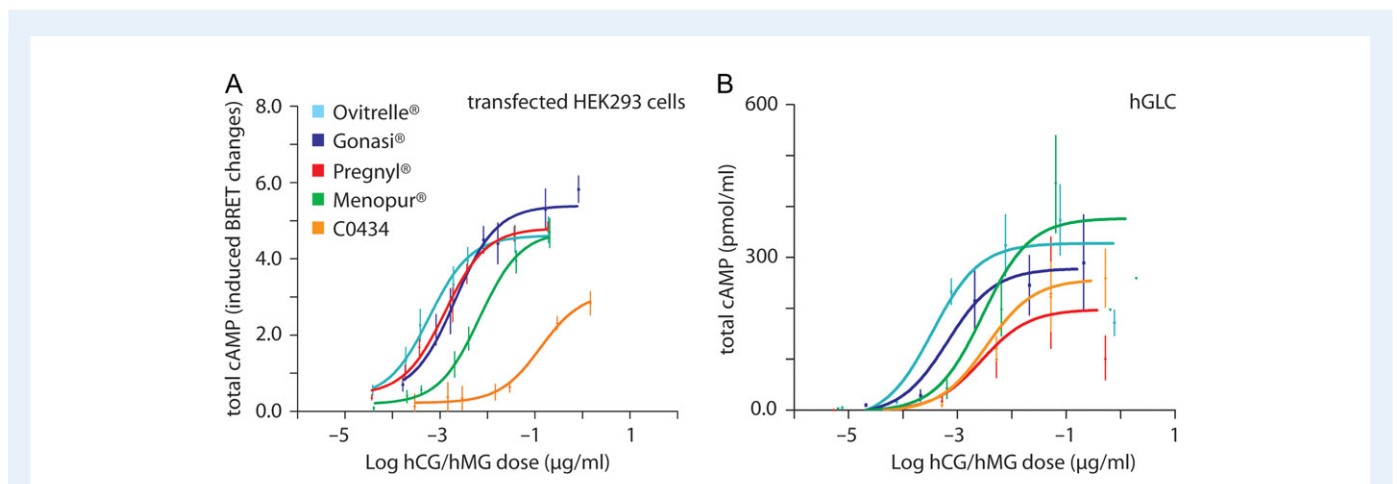 A
transfected HEK293 cells
total cAMP (induced BRET changes)
8.0
6.0
4.0
2.0
0.0
Ovitrelle®
Gonasi®
Pregnyl®
Menopur®
C0434
–5
–3
–1
1
Log hCG/hMG dose (µg/ml)
B
hGLC
total cAMP (pmol/ml)
600
300
0.0
–5
–3
–1
1
Log hCG/hMG dose (µg/ml)